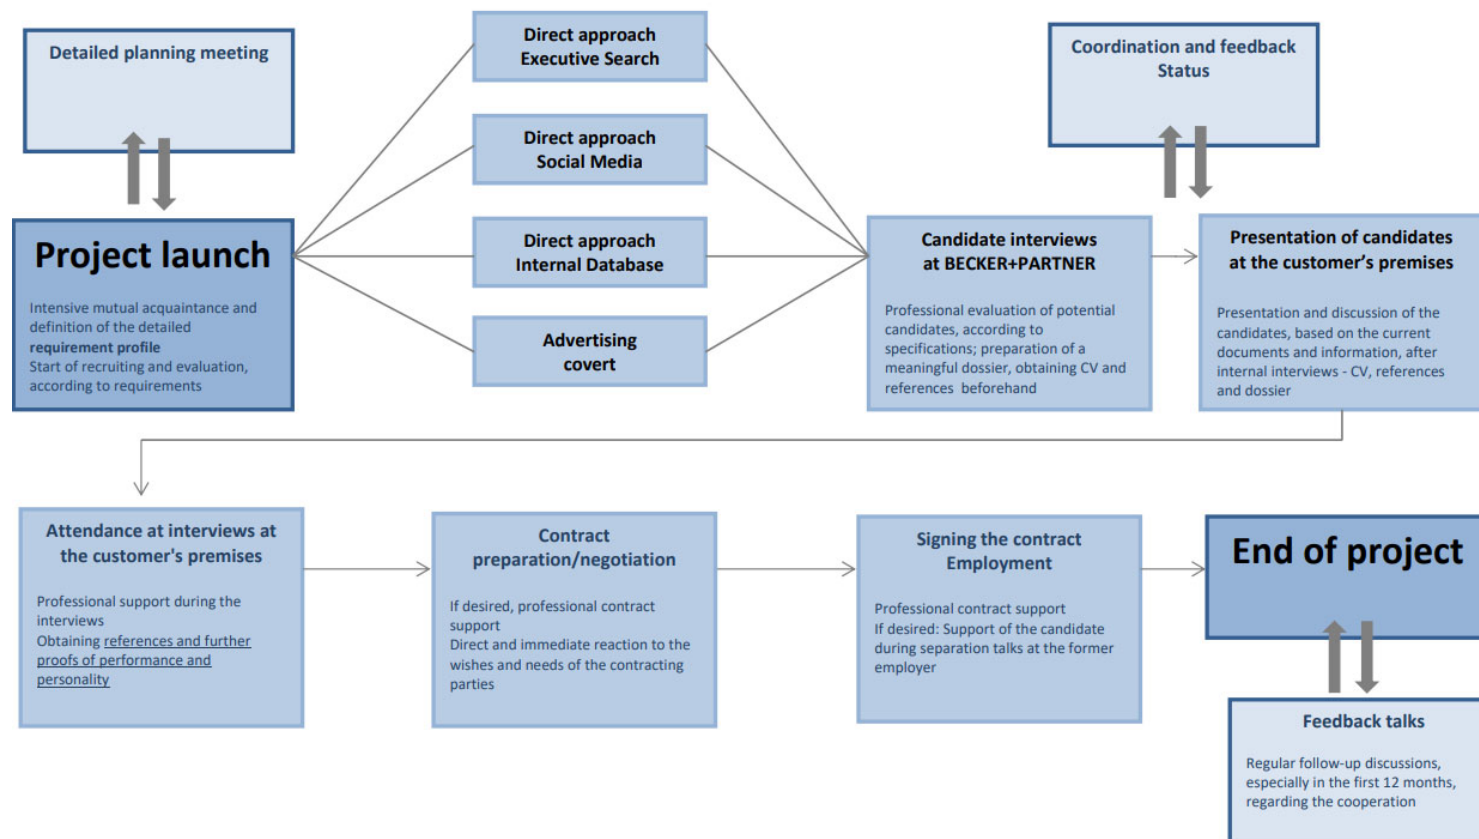 Detailed planning meeting
Direct approach
Executive Search
Direct approach
Social Media
Direct approach
Internal Database
Advertising
covert
Coordination and feedback
Status
Project launch
Intensive mutual acquaintance and
definition of the detailed
requirement profile
Start of recruiting and evaluation,
according to requirements
Candidate interviews
at BECKER+PARTNER
Professional evaluation of potential
candidates, according to
specifications; preparation of a
meaningful dossier, obtaining CV and
references beforehand
Presentation of candidates
at the customer’s premises
Presentation and discussion of the
candidates, based on the current
documents and information, after
internal interviews - CV, references
and dossier
Attendance at interviews at
the customer's premises
Professional support during the
interviews
Obtaining references and further
proofs of performance and
personality
Contract
preparation/negotiation
If desired, professional contract
support
Direct and immediate reaction to the
wishes and needs of the contracting
parties
Signing the contract
Employment
Professional contract support
If desired: Support of the candidate
during separation talks at the former
employer
End of project
Feedback talks
Regular follow-up discussions,
especially in the first 12 months,
regarding the cooperation